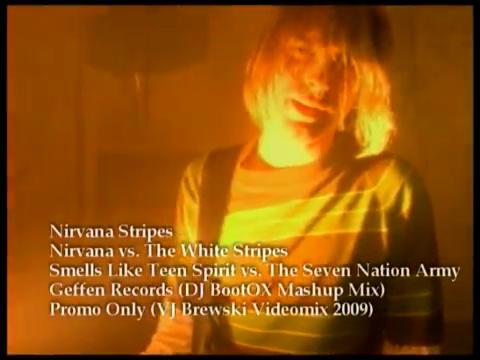 Nirvana Stripes
Nirvana vs. The White Stripes
Smells Like Teen Spirit vs. The Seven Nation Army
Geffen Records (DJ BootOX Mashup Mix)
Promo Only (VJ Brewski Videomix 2009)